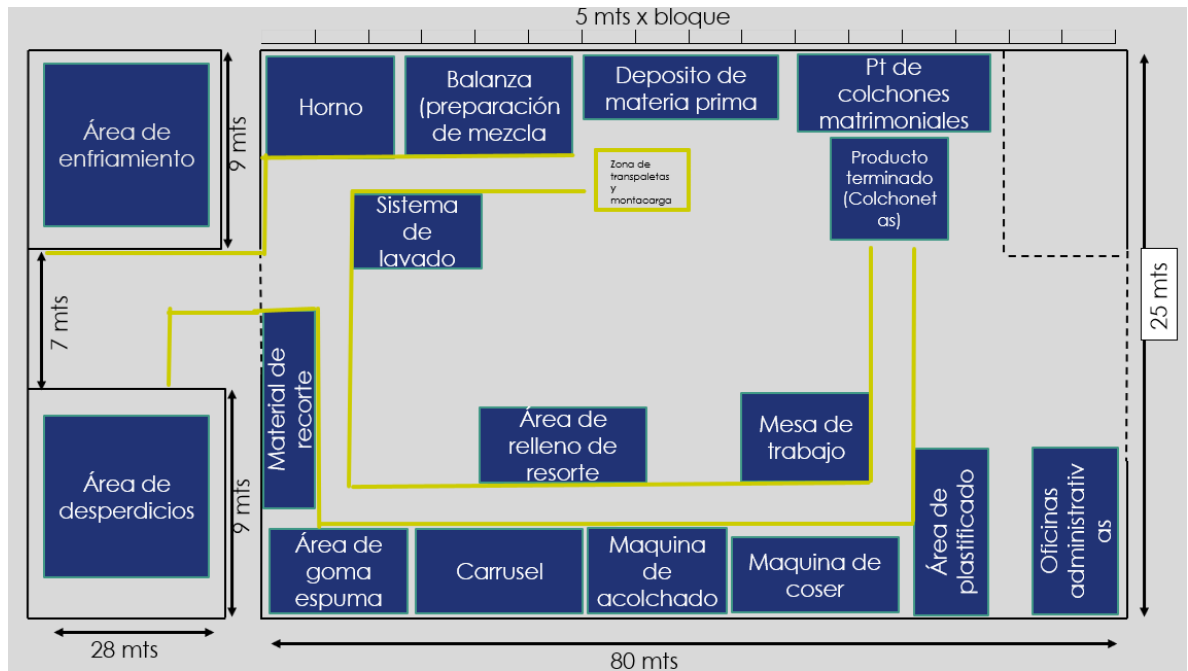 5 mts x bloque
Área de
enfriamiento
9 mts
Horno
Balanza
(preparación
de mezcla
Deposito de
materia prima
Pt de
colchones
matrimoniales
Zona de
transpaletas
y
montacarga
Producto
terminado
(Colchonet
as)
Sistema
de
lavado
7 mts
25 mts
Material de
recorte
Área de
relleno de
resorte
Mesa de
trabajo
Área de
desperdicios
9 mts
Área de
goma
espuma
Carrusel
Maquina
de
acolchado
Maquina de
coser
Área de
plastificado
Oficinas
administrativ
as
28 mts
80 mts